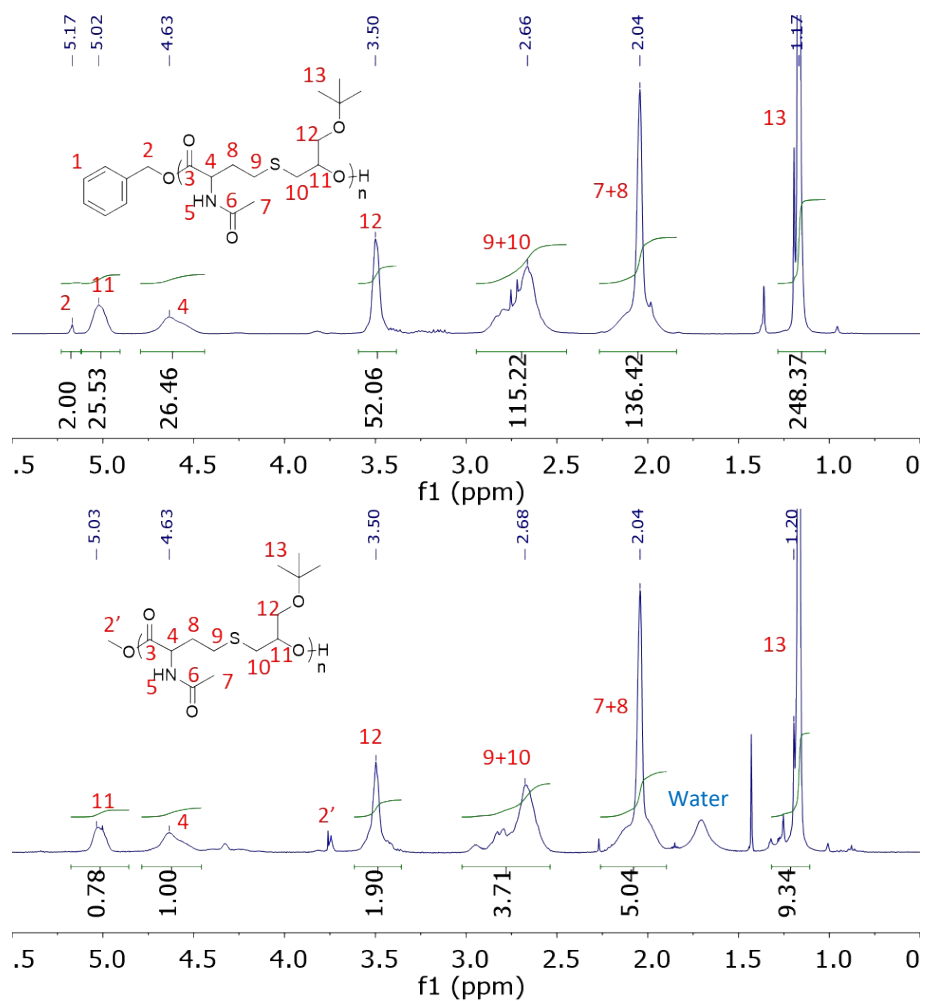 5.17 5.02 4.63 3.50 2.66 2.04 1.17
13
12
O
O
1 2 4 8 9 S 13
O 3 10 11 O H
n
5 HN 6 7
O
12
7+8
9+10
2 11 4
2.00 25.53 26.46 52.06 115.22 136.42 248.37
.5 5.0 4.5 4.0 3.5 3.0 2.5 2.0 1.5 1.0 0
f1 (ppm)
5.03 4.63 3.50 2.68 2.04 1.20
13
O
12
O
2' 4 8 9 S 13
O 3 10 11 O H
n
5 HN 6 7 7+8
O
12 9+10
11 4 2' Water
0.78 1.00 1.90 3.71 5.04 9.34
.5 5.0 4.5 4.0 3.5 3.0 2.5 2.0 1.5 1.0 0
f1 (ppm)